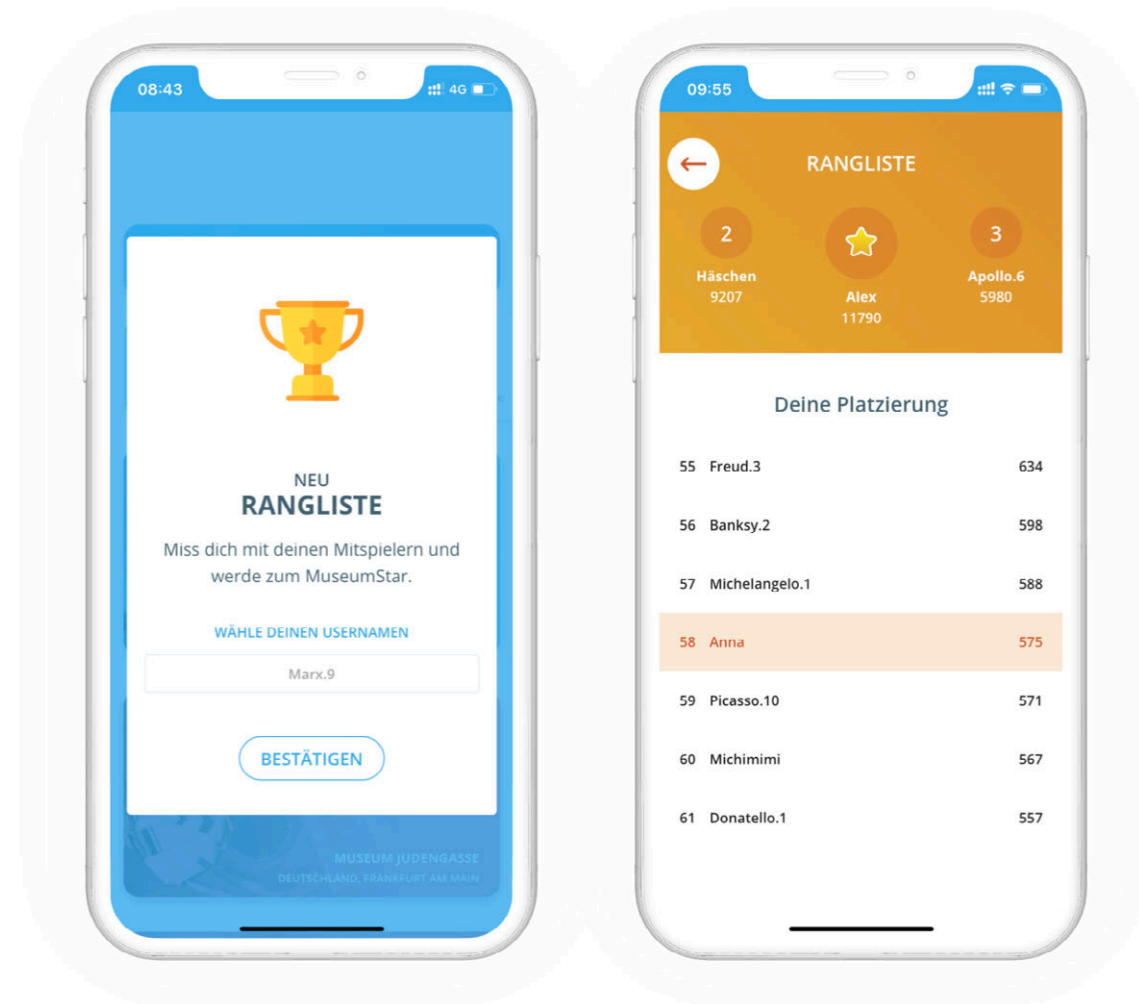 08:43
4G
NEU
RANGLISTE
Miss dich mit deinen Mitspielern und
werde zum MuseumStar.
WÄHLE DEINEN USERNAMEN
Marx.9
BESTÄTIGEN
MUSEUM JUDENGASSE
DEUTSCHLAND, FRANKFURT AM MAIN
09:55
RANGLISTE
2
Häschen
9207
Alex
11790
3
Apollo.6
5980
Deine Platzierung
55 Freud.3 634
56 Banksy.2 598
57 Michelangelo.1 588
58 Anna 575
59 Picasso.10 571
60 Michimimi 567
61 Donatello.1 557